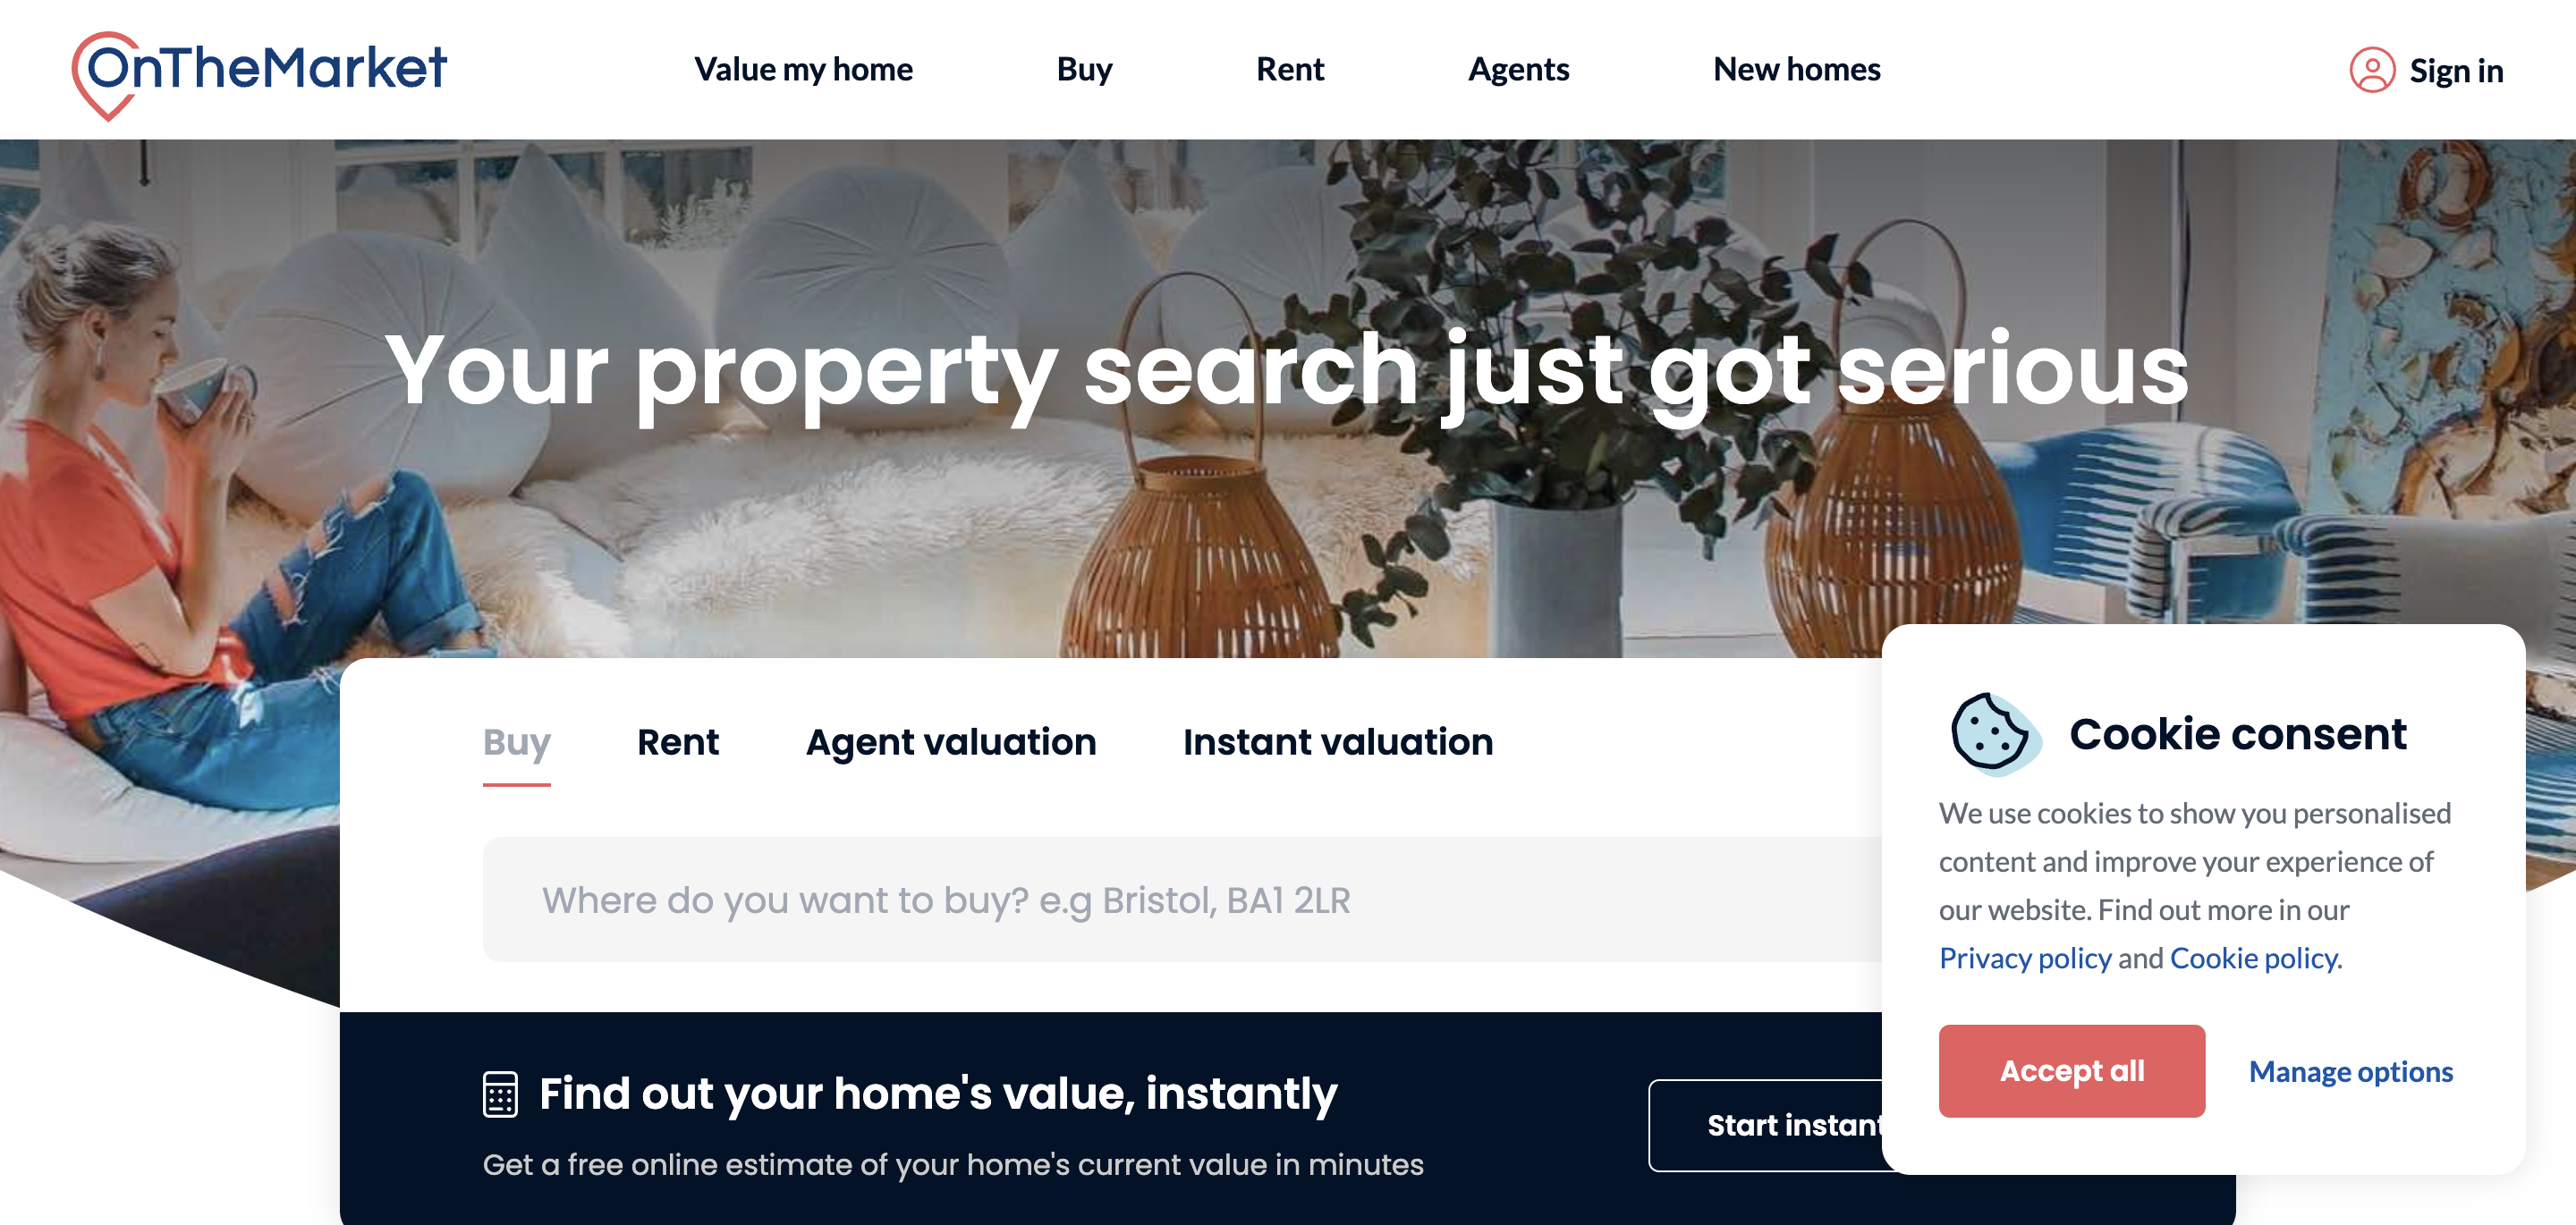 OnTheMarket
Value my home
Buy
Rent
Agents
New homes
Sign in
Your property search just got serious
Buy
Rent
Agent valuation
Instant valuation
Where do you want to buy? e.g Bristol, BA1 2LR
Find out your home's value, instantly
Get a free online estimate of your home's current value in minutes
Start instant
Cookie consent
We use cookies to show you personalised
content and improve your experience of
our website. Find out more in our
Privacy policy and Cookie policy.
Accept all
Manage options